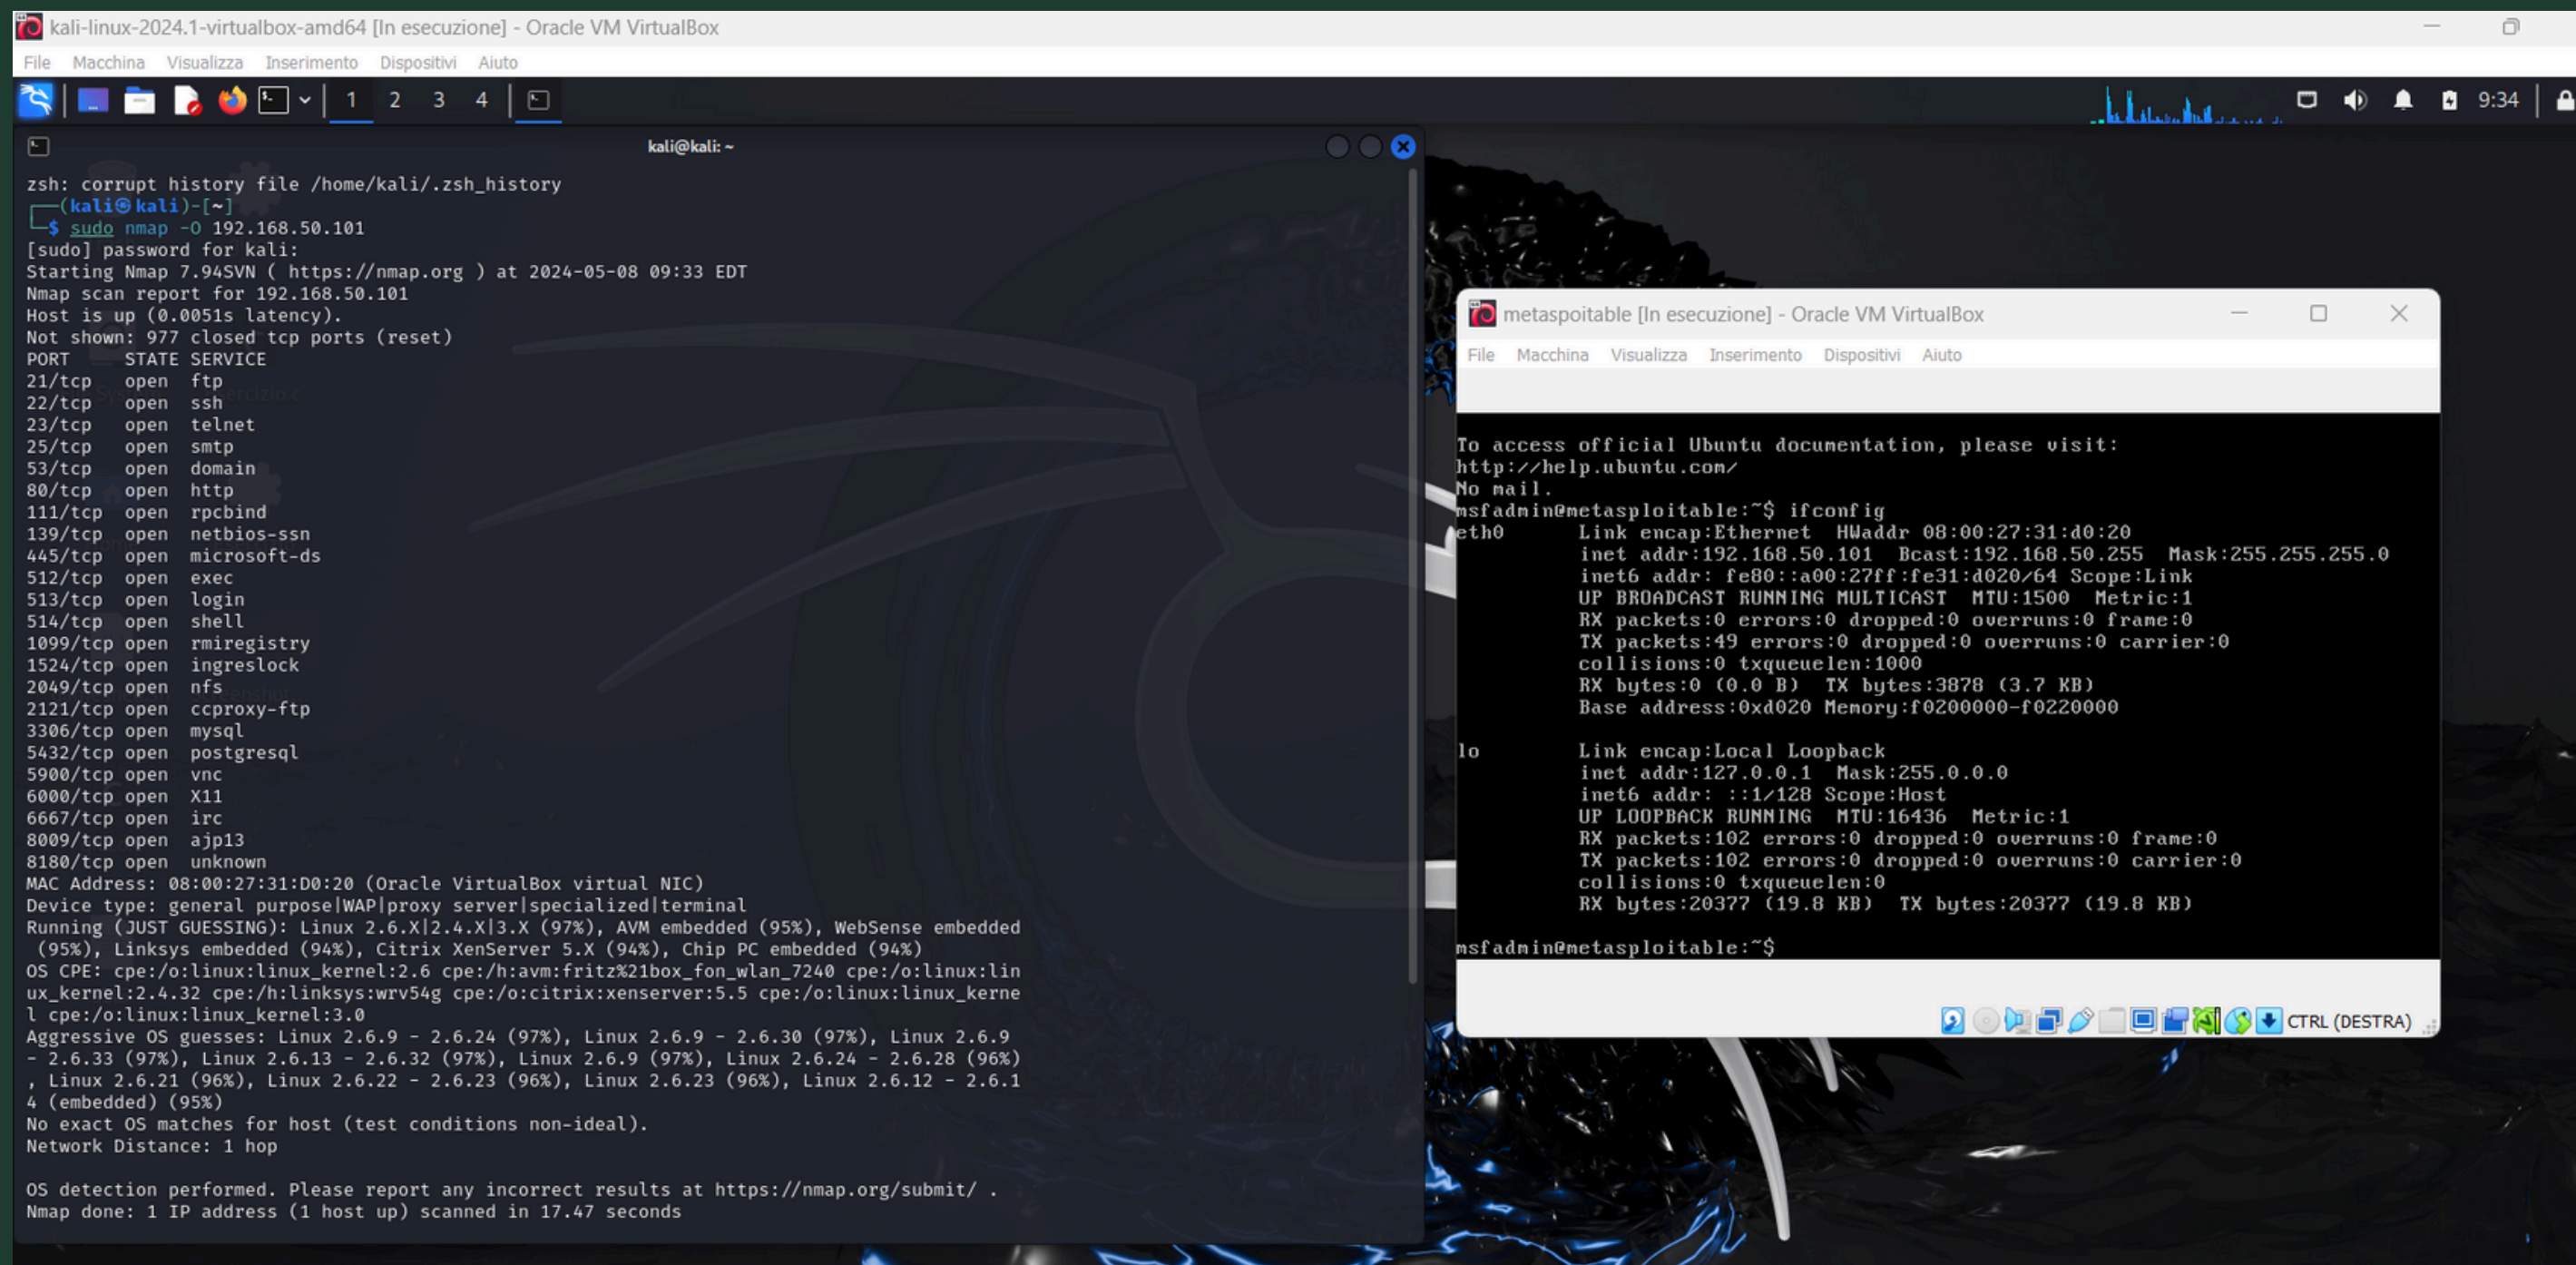 kali-linux-2024.1-virtualbox-amd64 [In esecuzione] - Oracle VM VirtualBox
File Macchina Visualizza Inserimento Dispositivi Aiuto
1 2 3 4
9:34
kali@kali: ~
zsh: corrupt history file /home/kali/.zsh_history
(kali㉿kali)-[~]
$ sudo nmap -O 192.168.50.101
[sudo] password for kali:
Starting Nmap 7.94SVN ( https://nmap.org ) at 2024-05-08 09:33 EDT
Nmap scan report for 192.168.50.101
Host is up (0.0051s latency).
Not shown: 977 closed tcp ports (reset)
PORT STATE SERVICE
21/tcp open ftp
22/tcp open ssh
23/tcp open telnet
25/tcp open smtp
53/tcp open domain
80/tcp open http
111/tcp open rpcbind
139/tcp open netbios-ssn
445/tcp open microsoft-ds
512/tcp open exec
513/tcp open login
514/tcp open shell
1099/tcp open rmiregistry
1524/tcp open ingreslock
2049/tcp open nfs
2121/tcp open ccproxy-ftp
3306/tcp open mysql
5432/tcp open postgresql
5900/tcp open vnc
6000/tcp open X11
6667/tcp open irc
8009/tcp open ajp13
8180/tcp open unknown
MAC Address: 08:00:27:31:D0:20 (Oracle VirtualBox virtual NIC)
Device type: general purpose|WAP|proxy server|specialized|terminal
Running (JUST GUESSING): Linux 2.6.X|2.4.X|3.X (97%), AVM embedded (95%), WebSense embedded
(95%), Linksys embedded (94%), Citrix XenServer 5.X (94%), Chip PC embedded (94%)
OS CPE: cpe:/o:linux:linux_kernel:2.6 cpe:/h:avm:fritz%21box_fon_wlan_7240 cpe:/o:linux:lin
ux_kernel:2.4.32 cpe:/h:linksys:wrv54g cpe:/o:citrix:xenserver:5.5 cpe:/o:linux:linux_kerne
l cpe:/o:linux:linux_kernel:3.0
Aggressive OS guesses: Linux 2.6.9 - 2.6.24 (97%), Linux 2.6.9 - 2.6.30 (97%), Linux 2.6.9
- 2.6.33 (97%), Linux 2.6.13 - 2.6.32 (97%), Linux 2.6.9 (97%), Linux 2.6.24 - 2.6.28 (96%)
, Linux 2.6.21 (96%), Linux 2.6.22 - 2.6.23 (96%), Linux 2.6.23 (96%), Linux 2.6.12 - 2.6.1
4 (embedded) (95%)
No exact OS matches for host (test conditions non-ideal).
Network Distance: 1 hop
OS detection performed. Please report any incorrect results at https://nmap.org/submit/ .
Nmap done: 1 IP address (1 host up) scanned in 17.47 seconds
metaspoitable [In esecuzione] - Oracle VM VirtualBox
File Macchina Visualizza Inserimento Dispositivi Aiuto
To access official Ubuntu documentation, please visit:
http://help.ubuntu.com/
No mail.
msfadmin@metasploitable:~$ ifconfig
eth0 Link encap:Ethernet HWaddr 08:00:27:31:d0:20
inet addr:192.168.50.101 Bcast:192.168.50.255 Mask:255.255.255.0
inet6 addr: fe80::a00:27ff:fe31:d020/64 Scope:Link
UP BROADCAST RUNNING MULTICAST MTU:1500 Metric:1
RX packets:0 errors:0 dropped:0 overruns:0 frame:0
TX packets:49 errors:0 dropped:0 overruns:0 carrier:0
collisions:0 txqueuelen:1000
RX bytes:0 (0.0 B) TX bytes:3878 (3.7 KB)
Base address:0xd020 Memory:f0200000-f0220000
lo Link encap:Local Loopback
inet addr:127.0.0.1 Mask:255.0.0.0
inet6 addr: ::1/128 Scope:Host
UP LOOPBACK RUNNING MTU:16436 Metric:1
RX packets:102 errors:0 dropped:0 overruns:0 frame:0
TX packets:102 errors:0 dropped:0 overruns:0 carrier:0
collisions:0 txqueuelen:0
RX bytes:20377 (19.8 KB) TX bytes:20377 (19.8 KB)
msfadmin@metasploitable:~$
CTRL (DESTRA)